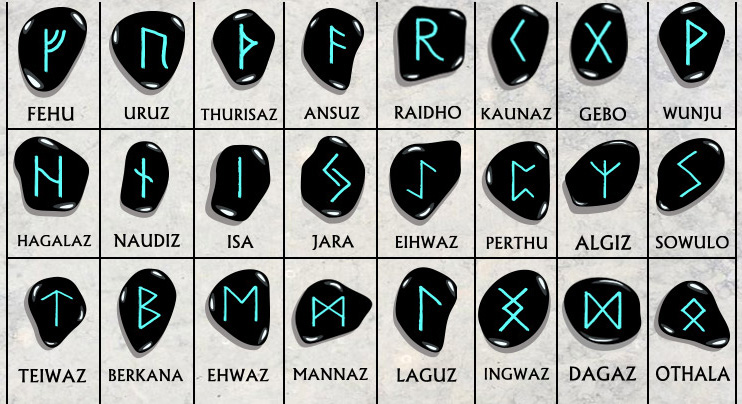 ᚠ ᚢ ᚦ ᚨ ᚱ ᚲ ᚷ ᚹ
FEHU URUZ THURISAZ ANSUZ RAIDHO KAUNAZ GEBO WUNJU
ᚺ ᚾ ᛁ ᛃ ᛇ ᛈ ᛉ ᛊ
HAGALAZ NAUDIZ ISA JARA EIHWAZ PERTHU ALGIZ SOWULO
ᛏ ᛒ ᛖ ᛗ ᛚ ᛝ ᛞ ᛟ
TEIWAZ BERKANA EHWAZ MANNAZ LAGUZ INGWAZ DAGAZ OTHALA